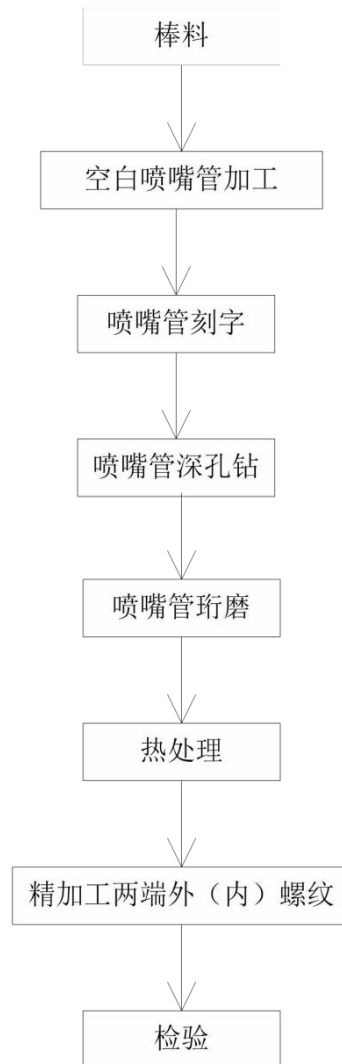 棒料
空白喷嘴管加工
喷嘴管刻字
喷嘴管深孔钻
喷嘴管珩磨
热处理
精加工两端外（内）螺纹
检验